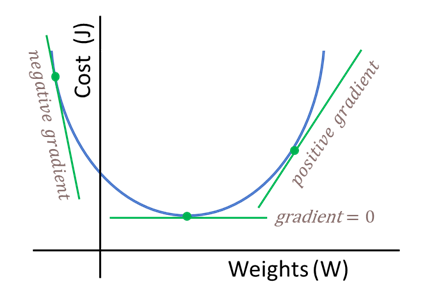 Cost (J)
negative gradient
positive gradient
gradient = 0
Weights (W)